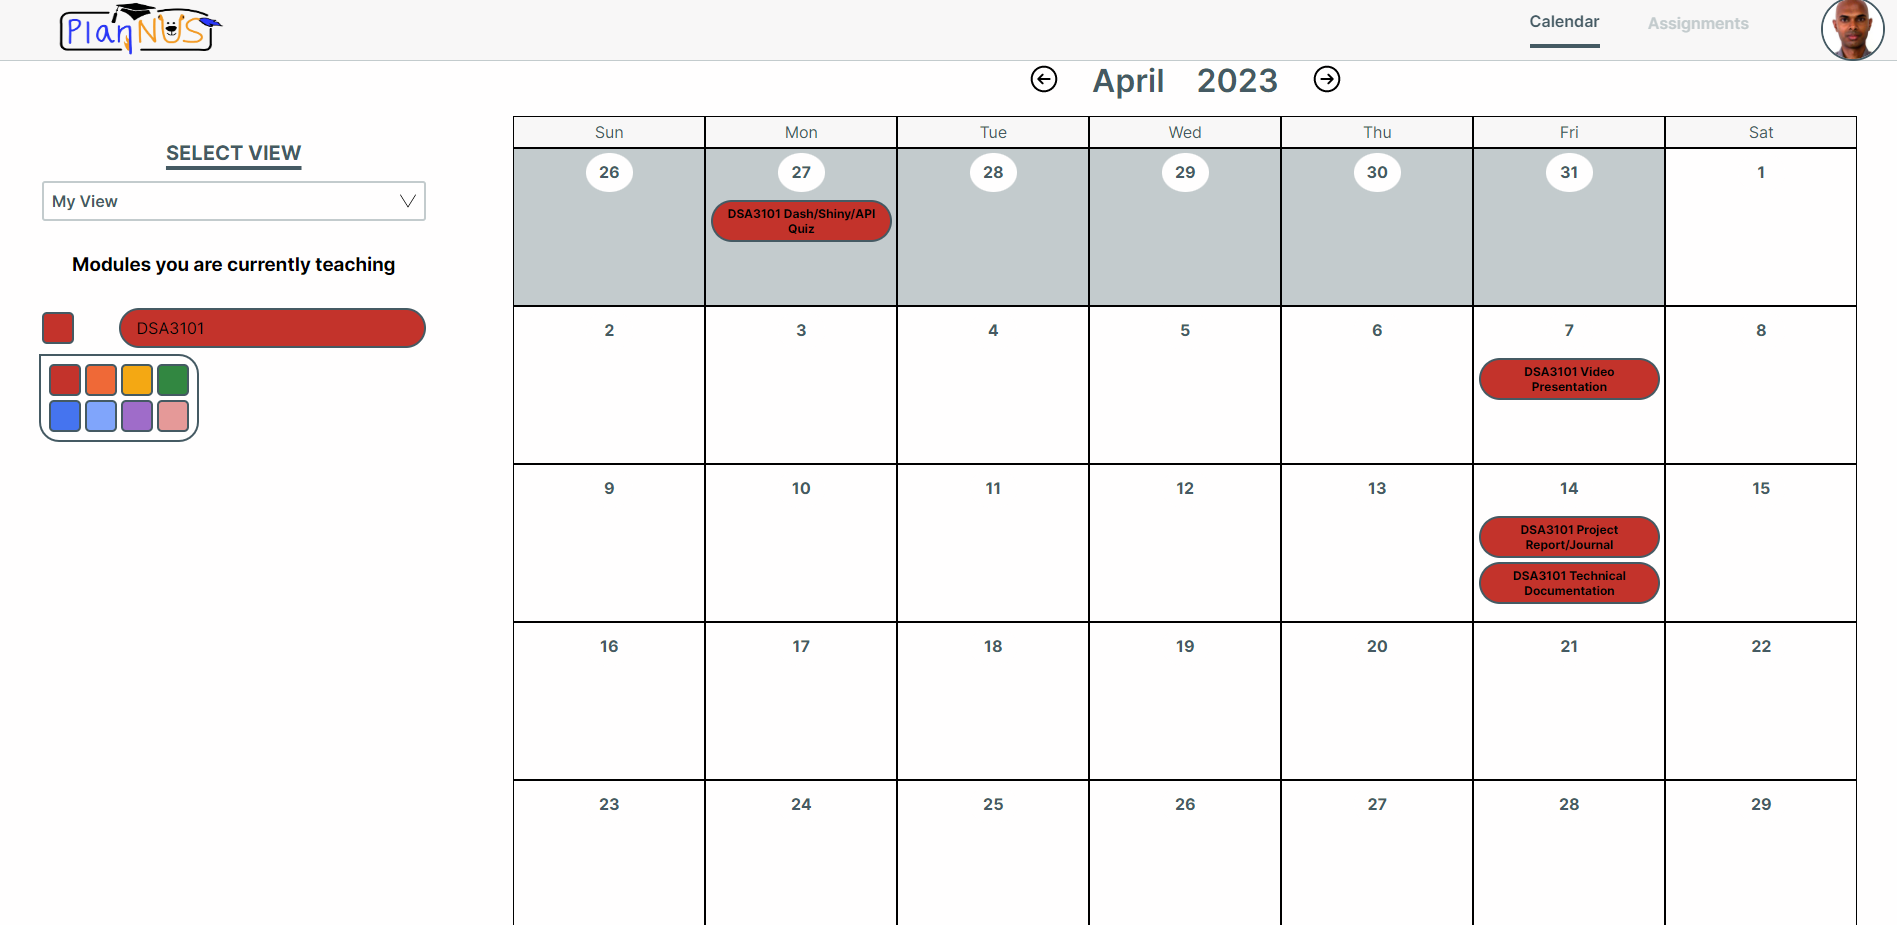 PlanNUS
Calendar
Assignments
April 2023
SELECT VIEW
My View
Modules you are currently teaching
DSA3101
Sun Mon Tue Wed Thu Fri Sat
26 27 28 29 30 31 1
DSA3101 Dash/Shiny/API
Quiz
2 3 4 5 6 7 8
DSA3101 Video
Presentation
9 10 11 12 13 14 15
DSA3101 Project
Report/Journal
DSA3101 Technical
Documentation
16 17 18 19 20 21 22
23 24 25 26 27 28 29